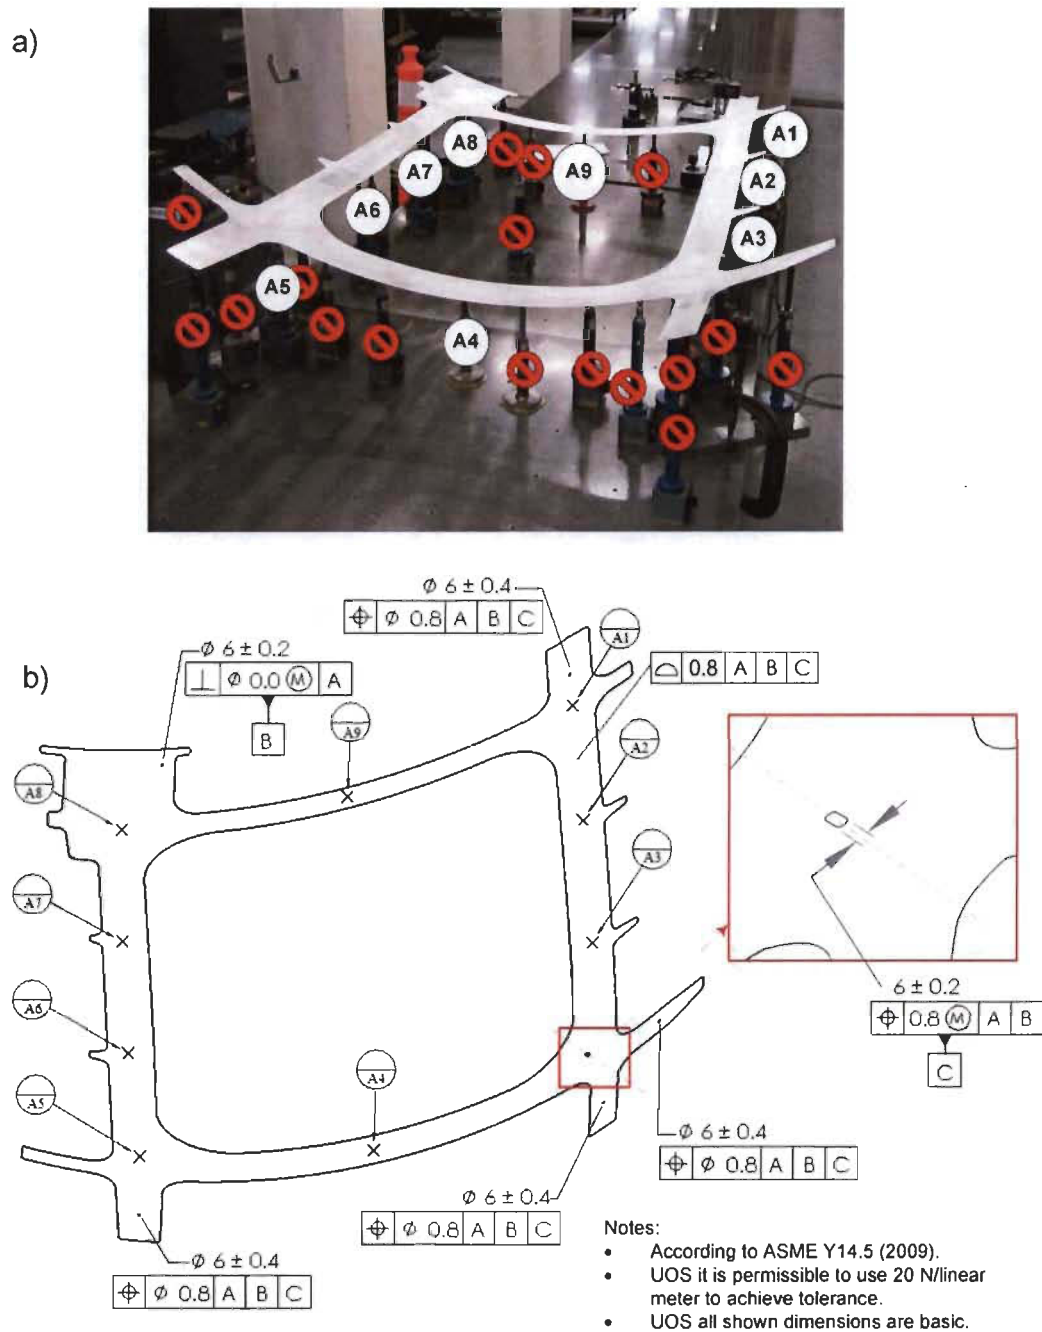 a)
A1
A8
A7
A9
A2
A6
A3
A5
A4
b)
⌀ 6 ± 0.4
⌖ ⌀ 0.8 A B C
A1
⌀ 6 ± 0.2
⟂ ⌀ 0.0 Ⓜ A
B
⌓ 0.8 A B C
A9
A2
A8
A3
A7
A6
6 ± 0.2
⌖ 0.8 Ⓜ A B
C
A4
A5
⌀ 6 ± 0.4
⌖ ⌀ 0.8 A B C
⌀ 6 ± 0.4
⌖ ⌀ 0.8 A B C
⌀ 6 ± 0.4
⌖ ⌀ 0.8 A B C
Notes:
• According to ASME Y14.5 (2009).
• UOS it is permissible to use 20 N/linear
meter to achieve tolerance.
• UOS all shown dimensions are basic.